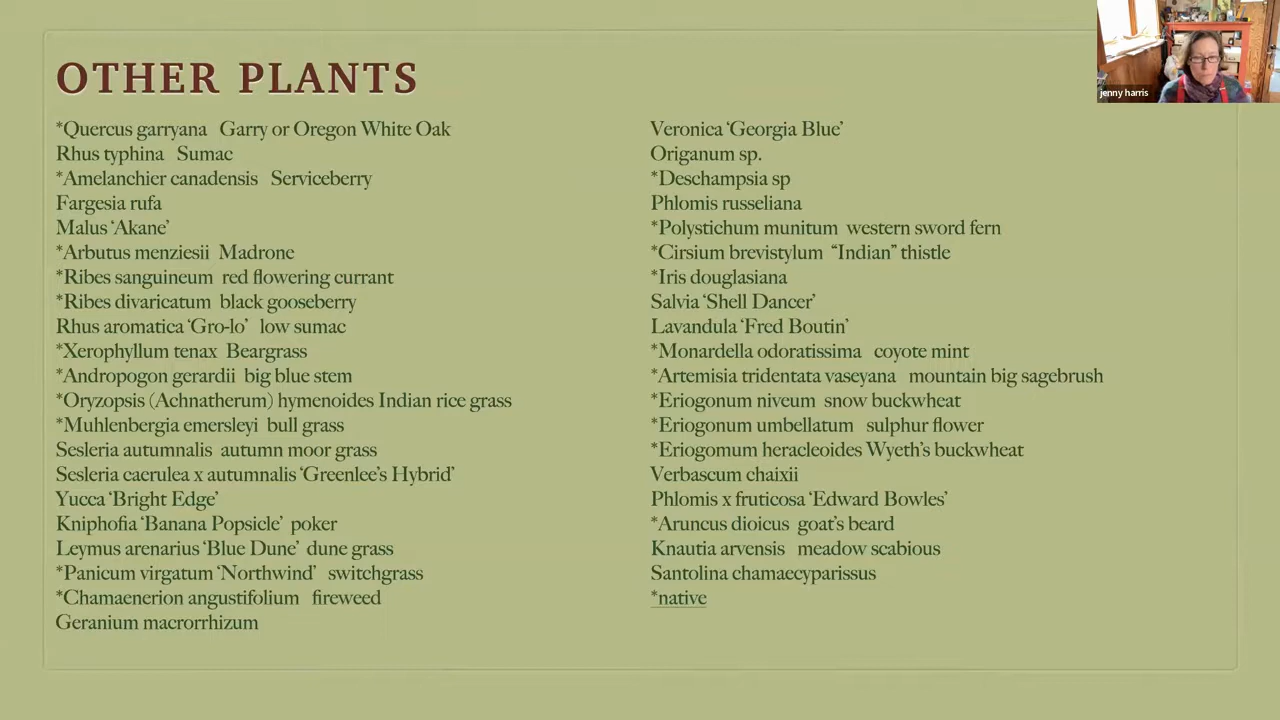 OTHER PLANTS
*Quercus garryana Garry or Oregon White Oak
Rhus typhina Sumac
*Amelanchier canadensis Serviceberry
Fargesia rufa
Malus ‘Akane’
*Arbutus menziesii Madrone
*Ribes sanguineum red flowering currant
*Ribes divaricatum black gooseberry
Rhus aromatica ‘Gro-lo’ low sumac
*Xerophyllum tenax Beargrass
*Andropogon gerardii big blue stem
*Oryzopsis (Achnatherum) hymenoides Indian rice grass
*Muhlenbergia emersleyi bull grass
Sesleria autumnalis autumn moor grass
Sesleria caerulea x autumnalis ‘Greenlee’s Hybrid’
Yucca ‘Bright Edge’
Kniphofia ‘Banana Popsicle’ poker
Leymus arenarius ‘Blue Dune’ dune grass
*Panicum virgatum ‘Northwind’ switchgrass
*Chamaenerion angustifolium fireweed
Geranium macrorrhizum
Veronica ‘Georgia Blue’
Origanum sp.
*Deschampsia sp
Phlomis russeliana
*Polystichum munitum western sword fern
*Cirsium brevistylum “Indian” thistle
*Iris douglasiana
Salvia ‘Shell Dancer’
Lavandula ‘Fred Boutin’
*Monardella odoratissima coyote mint
*Artemisia tridentata vaseyana mountain big sagebrush
*Eriogonum niveum snow buckwheat
*Eriogonum umbellatum sulphur flower
*Eriogomum heracleoides Wyeth’s buckwheat
Verbascum chaixii
Phlomis x fruticosa ‘Edward Bowles’
*Aruncus dioicus goat’s beard
Knautia arvensis meadow scabious
Santolina chamaecyparissus
*native
jenny harris